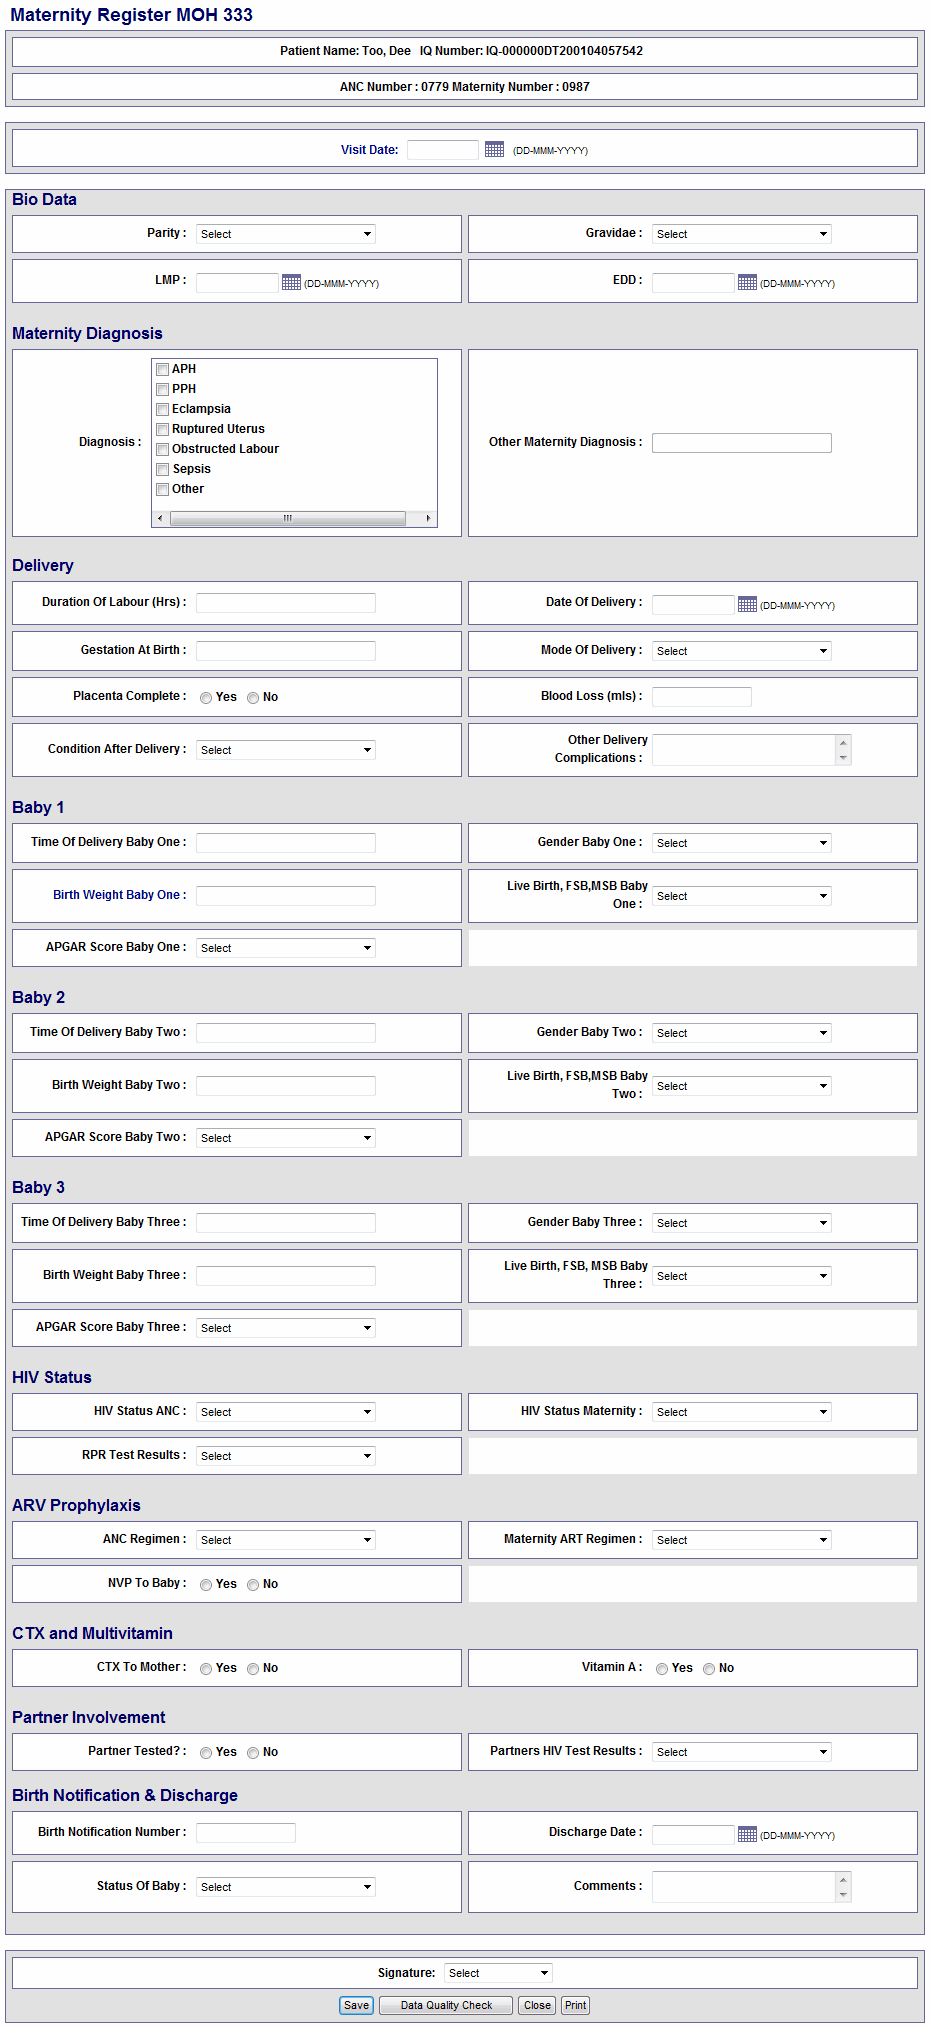 Maternity Register MOH 333
Patient Name: Too, Dee IQ Number: IQ-000000DT200104057542
ANC Number : 0779 Maternity Number : 0987
Visit Date: (DD-MMM-YYYY)
Bio Data
Parity : Select
Gravidae : Select
LMP : (DD-MMM-YYYY)
EDD : (DD-MMM-YYYY)
Maternity Diagnosis
Diagnosis :
APH
PPH
Eclampsia
Ruptured Uterus
Obstructed Labour
Sepsis
Other
Other Maternity Diagnosis :
Delivery
Duration Of Labour (Hrs) :
Date Of Delivery : (DD-MMM-YYYY)
Gestation At Birth :
Mode Of Delivery : Select
Placenta Complete : Yes No
Blood Loss (mls) :
Condition After Delivery : Select
Other Delivery
Complications :
Baby 1
Time Of Delivery Baby One :
Gender Baby One : Select
Birth Weight Baby One :
Live Birth, FSB,MSB Baby
One : Select
APGAR Score Baby One : Select
Baby 2
Time Of Delivery Baby Two :
Gender Baby Two : Select
Birth Weight Baby Two :
Live Birth, FSB,MSB Baby
Two : Select
APGAR Score Baby Two : Select
Baby 3
Time Of Delivery Baby Three :
Gender Baby Three : Select
Birth Weight Baby Three :
Live Birth, FSB, MSB Baby
Three : Select
APGAR Score Baby Three : Select
HIV Status
HIV Status ANC : Select
HIV Status Maternity : Select
RPR Test Results : Select
ARV Prophylaxis
ANC Regimen : Select
Maternity ART Regimen : Select
NVP To Baby : Yes No
CTX and Multivitamin
CTX To Mother : Yes No
Vitamin A : Yes No
Partner Involvement
Partner Tested? : Yes No
Partners HIV Test Results : Select
Birth Notification & Discharge
Birth Notification Number :
Discharge Date : (DD-MMM-YYYY)
Status Of Baby : Select
Comments :
Signature: Select
Save Data Quality Check Close Print